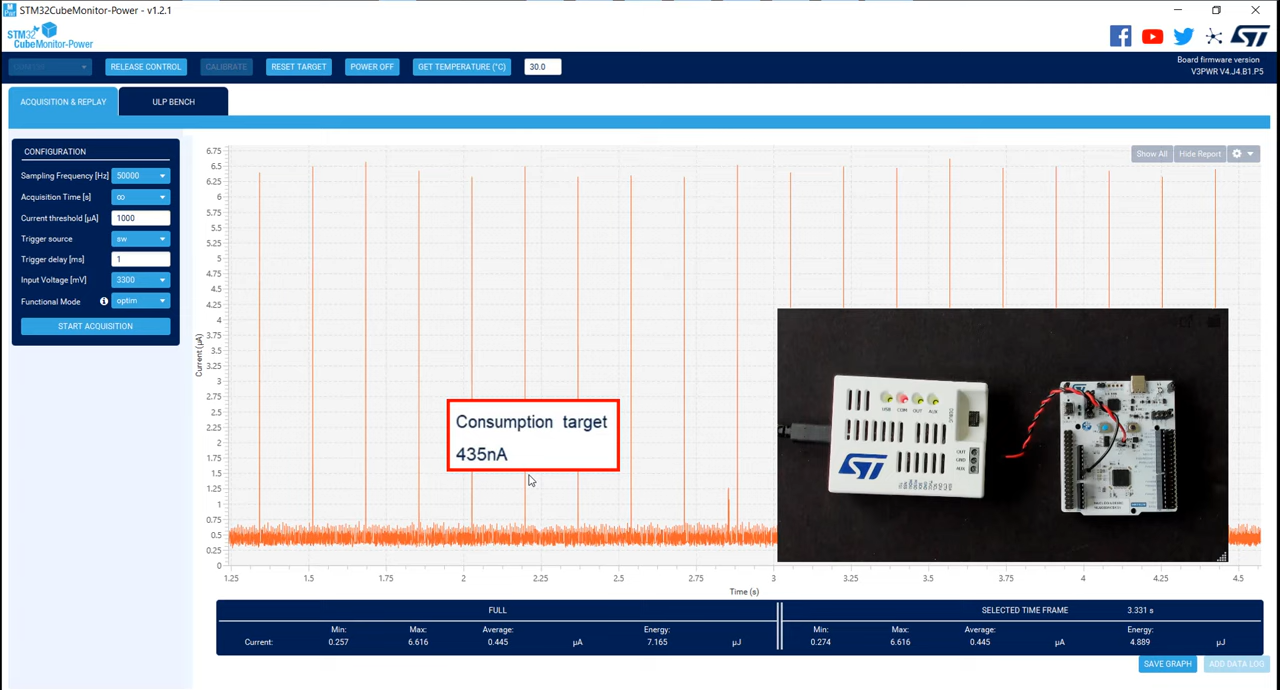 STM32CubeMonitor-Power - v1.2.1
STM32
CubeMonitor-Power
RELEASE CONTROL
CALIBRATE
RESET TARGET
POWER OFF
GET TEMPERATURE (°C)
30.0
Board firmware version
V3PWR V4.J4.B1.P5
ACQUISITION & REPLAY
ULP BENCH
CONFIGURATION
Sampling Frequency [Hz] 50000
Acquisition Time [s] ∞
Current threshold [µA] 1000
Trigger source sw
Trigger delay [ms] 1
Input Voltage [mV] 3300
Functional Mode optim
START ACQUISITION
Show All
Hide Report
Current (µA)
6.75
6.5
6.25
6
5.75
5.5
5.25
5
4.75
4.5
4.25
4
3.75
3.5
3.25
3
2.75
2.5
2.25
2
1.75
1.5
1.25
1
0.75
0.5
0.25
0
Consumption target
435nA
USB COM OUT AUX
OUT
GND
AUX
1.25 1.5 1.75 2 2.25 2.5 2.75 3 3.25 3.5 3.75 4 4.25 4.5
Time (s)
FULL
Min: Max: Average: Energy:
Current: 0.257 6.616 0.445 µA 7.165 µJ
SELECTED TIME FRAME 3.331 s
Min: Max: Average: Energy:
0.274 6.616 0.445 µA 4.889 µJ
SAVE GRAPH
ADD DATA LOG